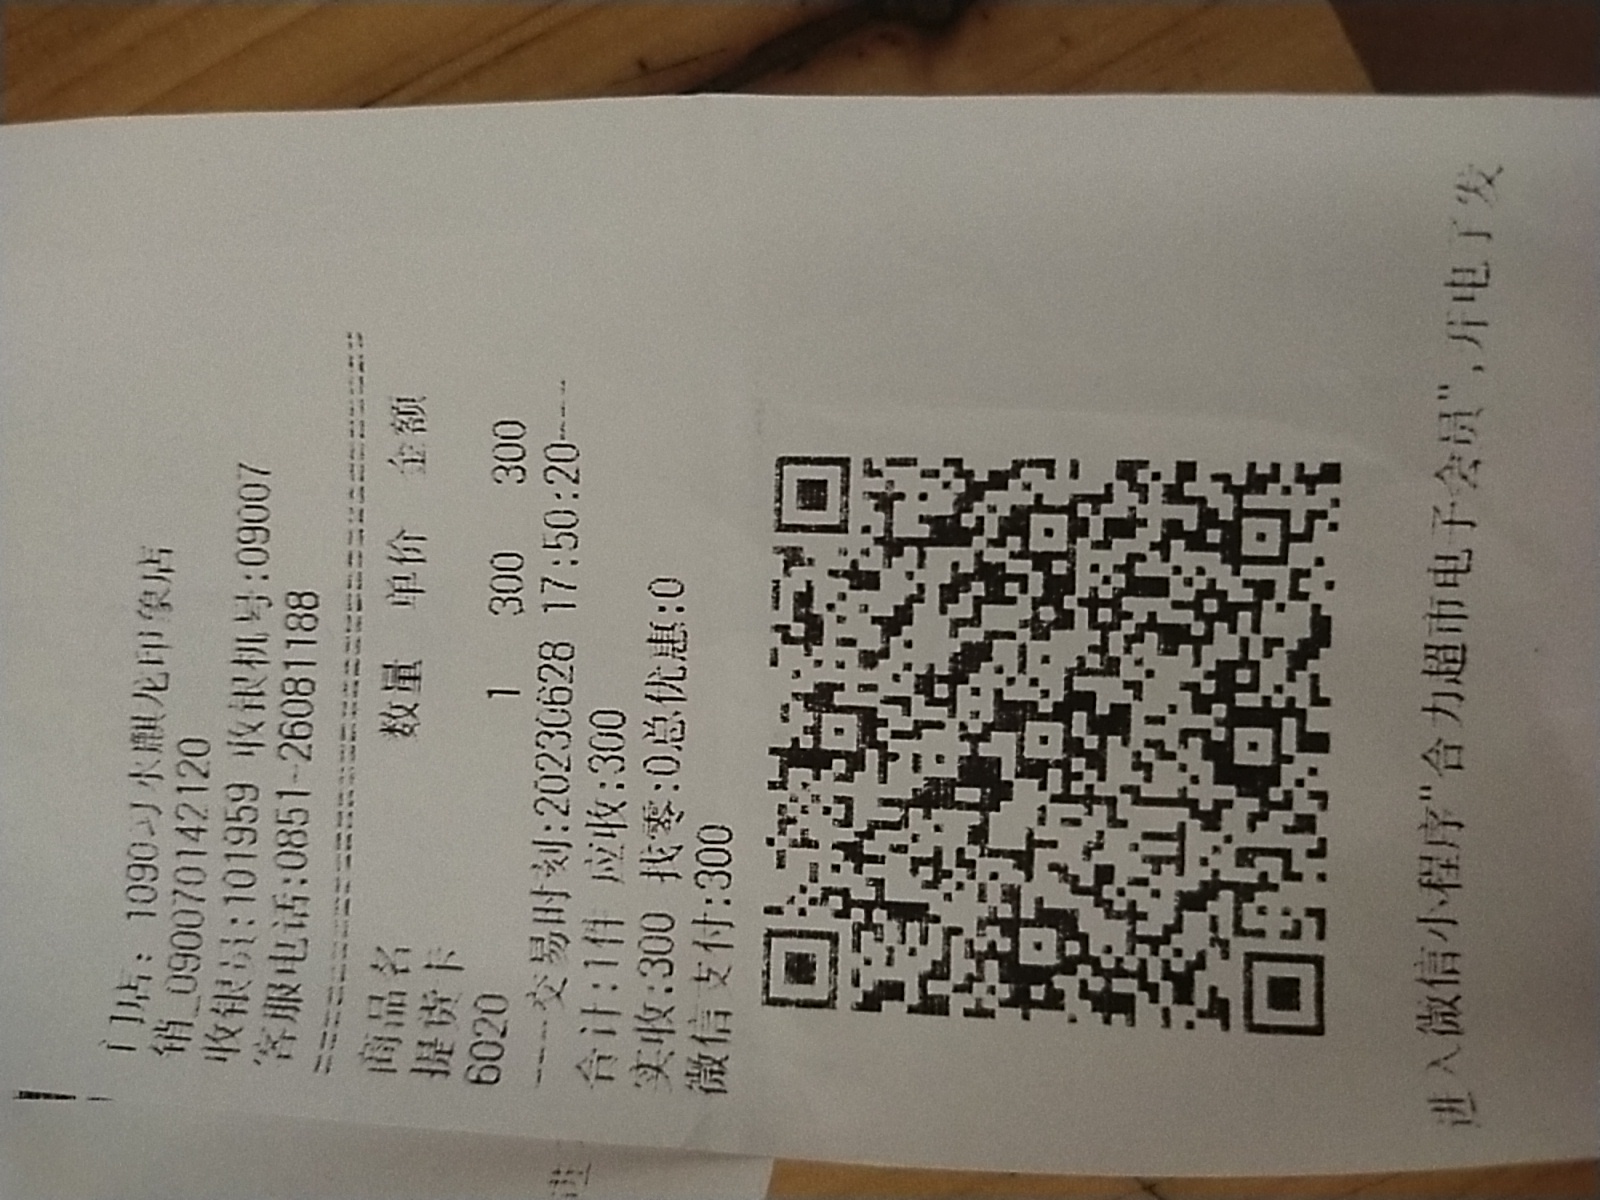 门店: 1090习水麒龙印象店
销_090070142120
收银员:101959 收银机号:09007
客服电话:0851-26081188
商品名 数量 单价 金额
提货卡
6020 1 300 300
----交易时刻:20230628 17:50:20----
合计:1件 应收:300
实收:300 找零:0总优惠:0
微信支付:300
进入微信小程序"合力超市电子会员",开电子发
进